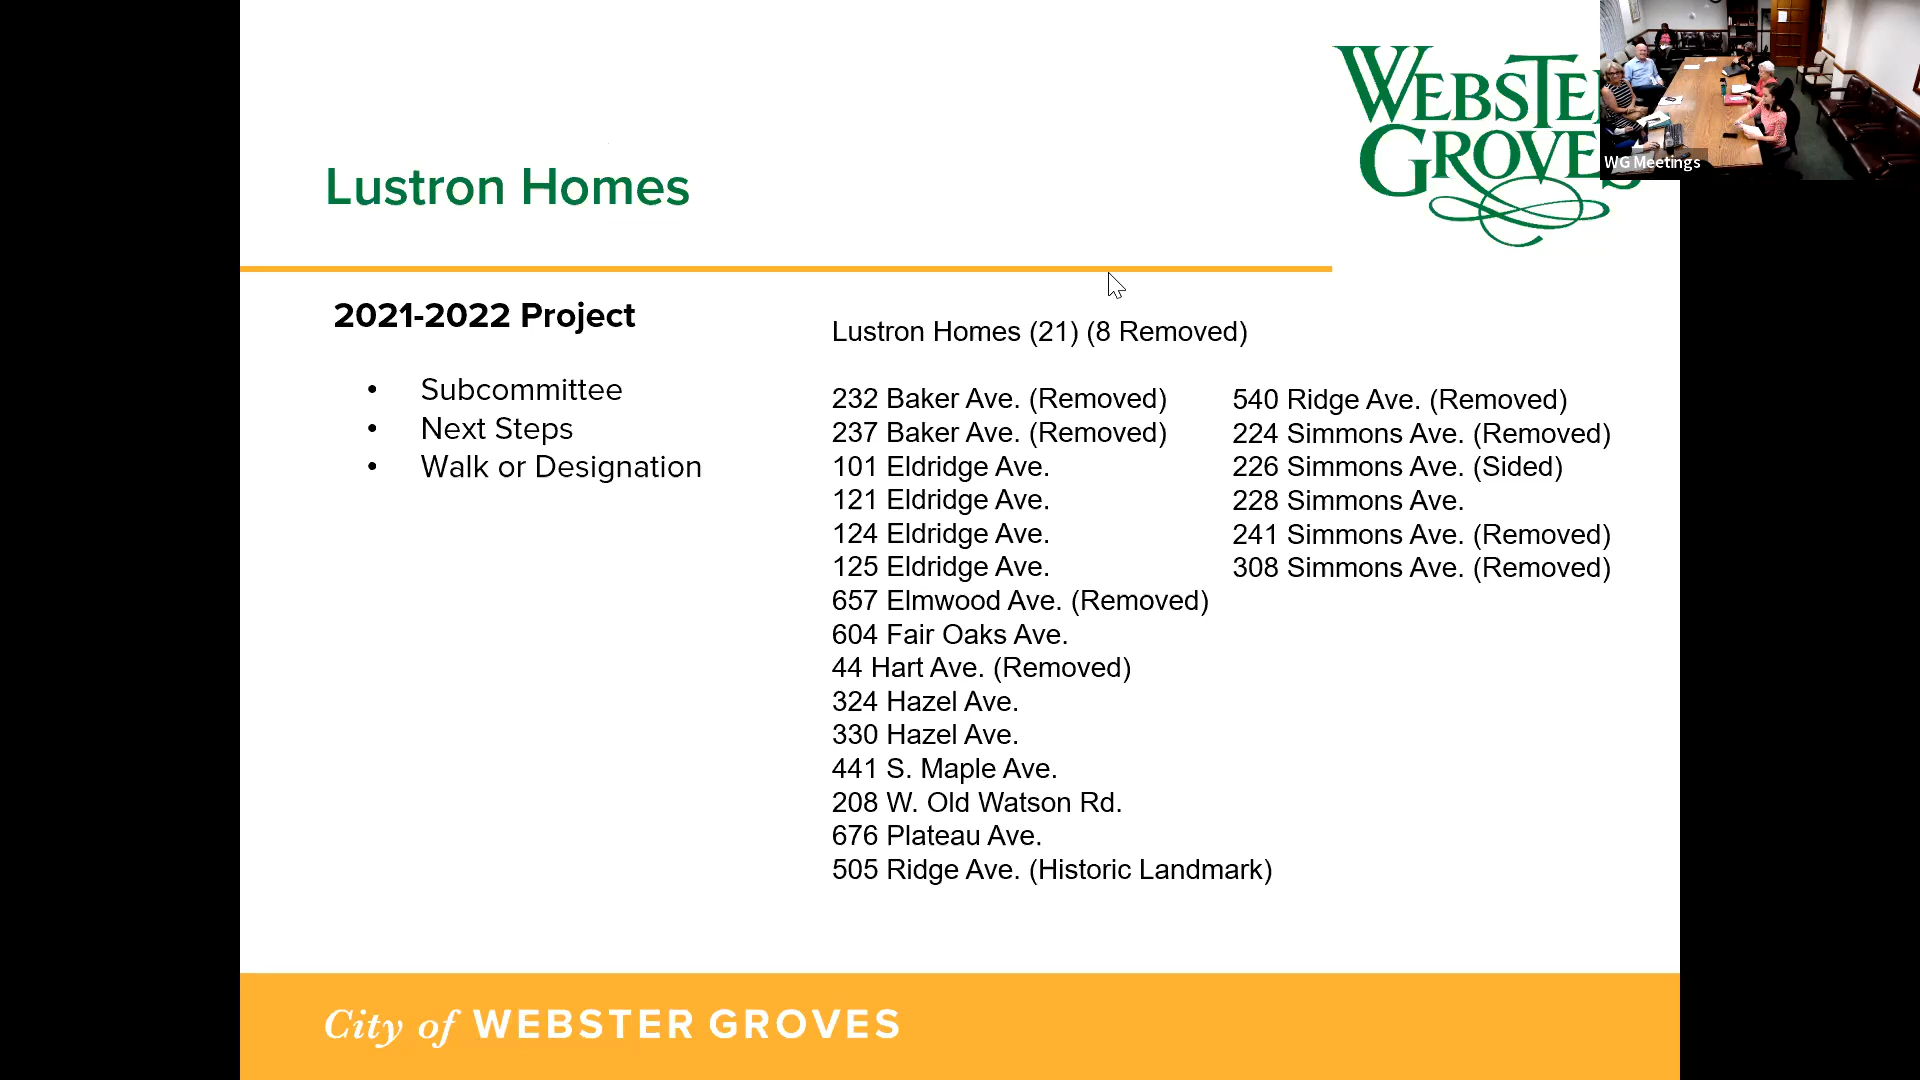 Lustron Homes
WEBSTE
GROVES
WG Meetings
2021-2022 Project
• Subcommittee
• Next Steps
• Walk or Designation
Lustron Homes (21) (8 Removed)
232 Baker Ave. (Removed)
237 Baker Ave. (Removed)
101 Eldridge Ave.
121 Eldridge Ave.
124 Eldridge Ave.
125 Eldridge Ave.
657 Elmwood Ave. (Removed)
604 Fair Oaks Ave.
44 Hart Ave. (Removed)
324 Hazel Ave.
330 Hazel Ave.
441 S. Maple Ave.
208 W. Old Watson Rd.
676 Plateau Ave.
505 Ridge Ave. (Historic Landmark)
540 Ridge Ave. (Removed)
224 Simmons Ave. (Removed)
226 Simmons Ave. (Sided)
228 Simmons Ave.
241 Simmons Ave. (Removed)
308 Simmons Ave. (Removed)
City of WEBSTER GROVES